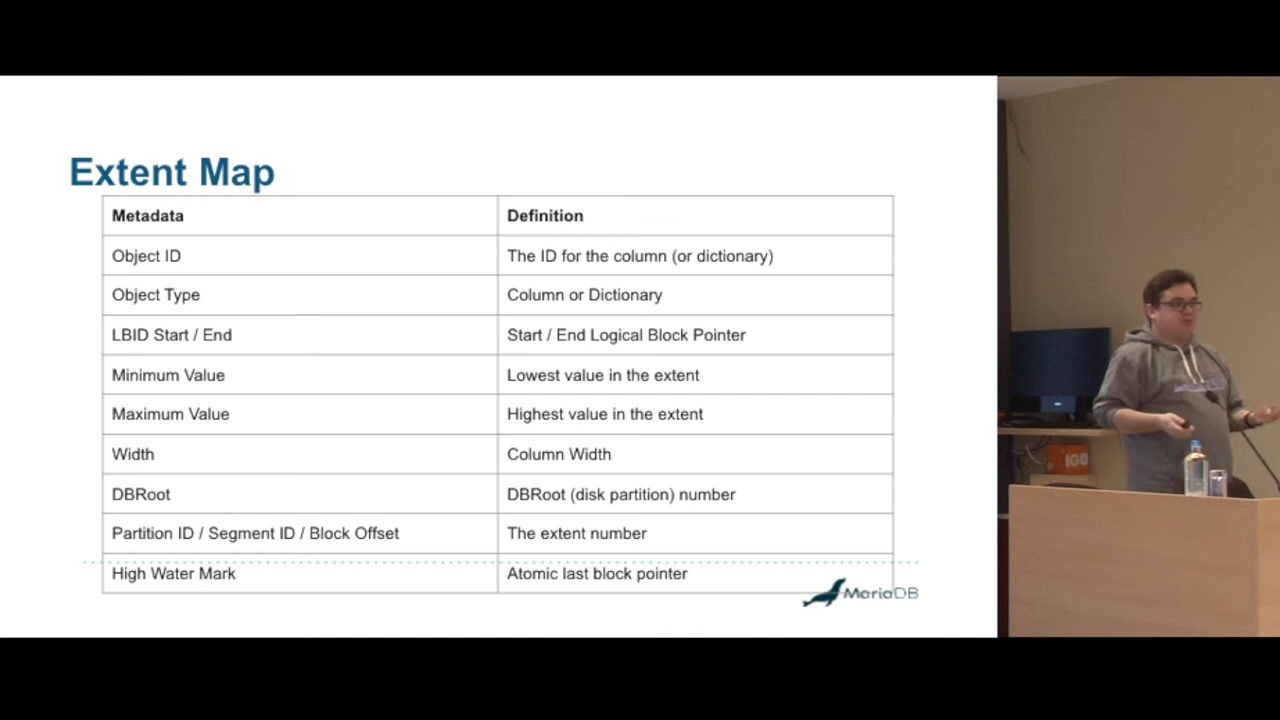 Extent Map
Metadata Definition
Object ID The ID for the column (or dictionary)
Object Type Column or Dictionary
LBID Start / End Start / End Logical Block Pointer
Minimum Value Lowest value in the extent
Maximum Value Highest value in the extent
Width Column Width
DBRoot DBRoot (disk partition) number
Partition ID / Segment ID / Block Offset The extent number
High Water Mark Atomic last block pointer
MariaDB